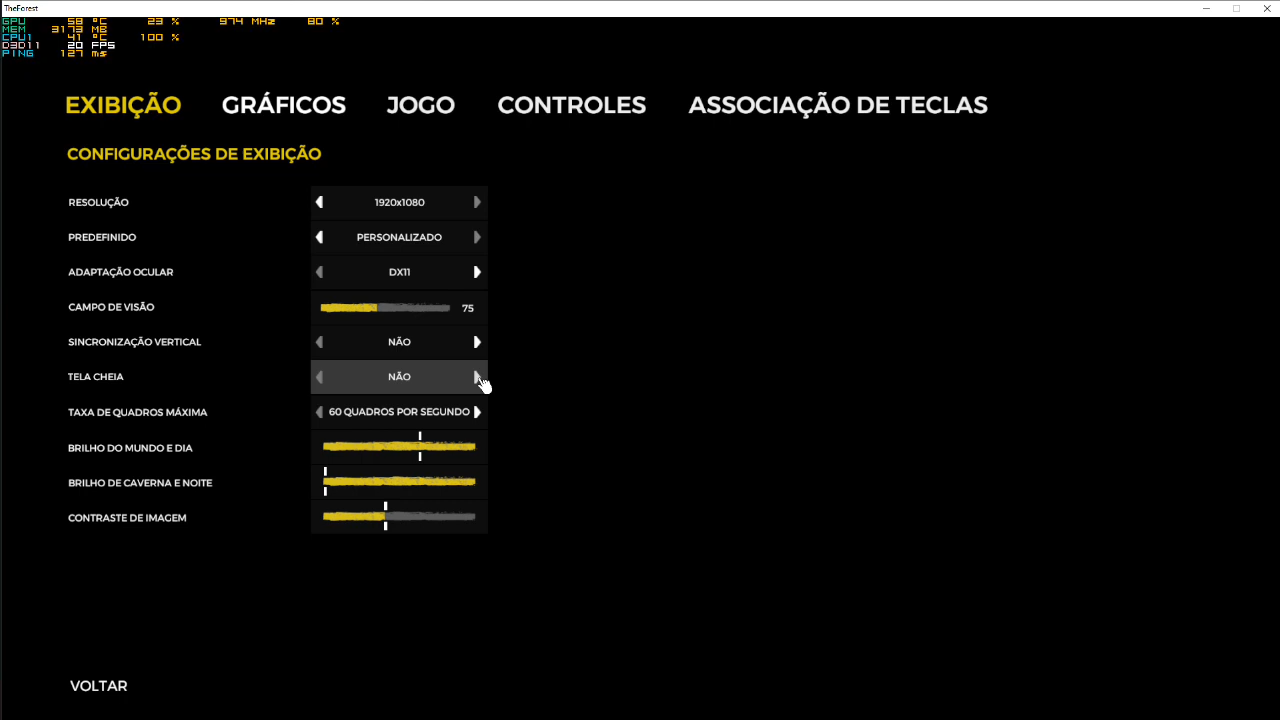 TheForest
GPU 58 °C 23 % 974 MHz 80 %
MEM 3173 MB
CPU1 41 °C 100 %
D3D11 20 FPS
PING 127 ms
EXIBIÇÃO GRÁFICOS JOGO CONTROLES ASSOCIAÇÃO DE TECLAS
CONFIGURAÇÕES DE EXIBIÇÃO
RESOLUÇÃO 1920x1080
PREDEFINIDO PERSONALIZADO
ADAPTAÇÃO OCULAR DX11
CAMPO DE VISÃO 75
SINCRONIZAÇÃO VERTICAL NÃO
TELA CHEIA NÃO
TAXA DE QUADROS MÁXIMA 60 QUADROS POR SEGUNDO
BRILHO DO MUNDO E DIA
BRILHO DE CAVERNA E NOITE
CONTRASTE DE IMAGEM
VOLTAR